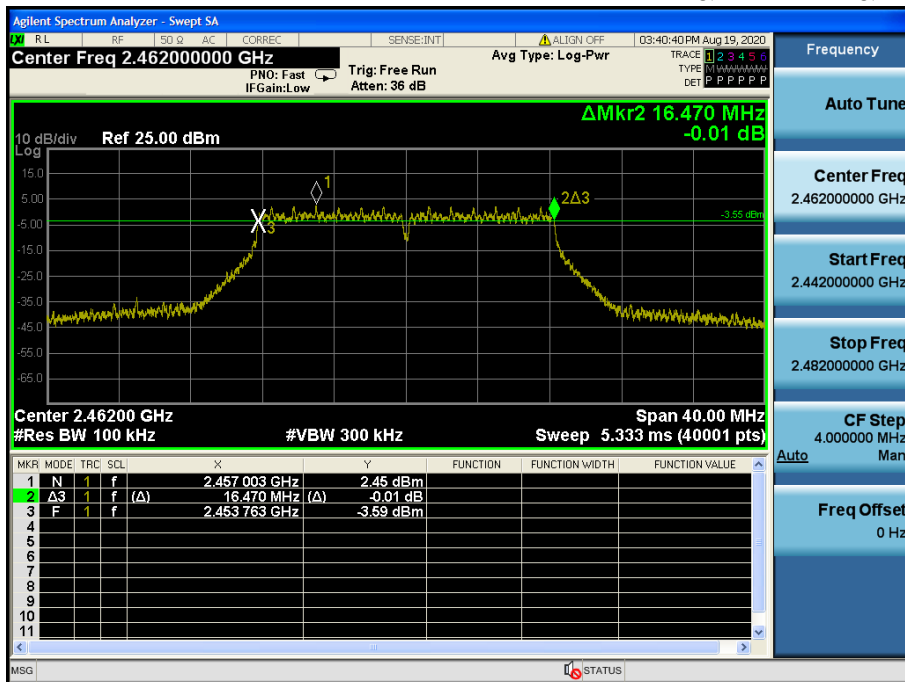 Agilent Spectrum Analyzer - Swept SA
LXI RL RF 50 Ω AC CORREC SENSE:INT ALIGN OFF 03:40:40 PM Aug 19, 2020
Center Freq 2.462000000 GHz
PNO: Fast
IFGain:Low
Trig: Free Run
Atten: 36 dB
Avg Type: Log-Pwr
TRACE 1 2 3 4 5 6
TYPE M W W W W W
DET P P P P P P
ΔMkr2 16.470 MHz
-0.01 dB
10 dB/div Ref 25.00 dBm
Log
15.0
5.00
-5.00
-15.0
-25.0
-35.0
-45.0
-55.0
-65.0
1
2Δ3
3
-3.55 dBm
Center 2.46200 GHz Span 40.00 MHz
#Res BW 100 kHz #VBW 300 kHz Sweep 5.333 ms (40001 pts)
MKR MODE TRC SCL X Y FUNCTION FUNCTION WIDTH FUNCTION VALUE
1 N 1 f 2.457 003 GHz 2.45 dBm
2 Δ3 1 f (Δ) 16.470 MHz (Δ) -0.01 dB
3 F 1 f 2.453 763 GHz -3.59 dBm
4
5
6
7
8
9
10
11
MSG STATUS
Frequency
Auto Tune
Center Freq
2.462000000 GHz
Start Freq
2.442000000 GHz
Stop Freq
2.482000000 GHz
CF Step
4.000000 MHz
Auto Man
Freq Offset
0 Hz